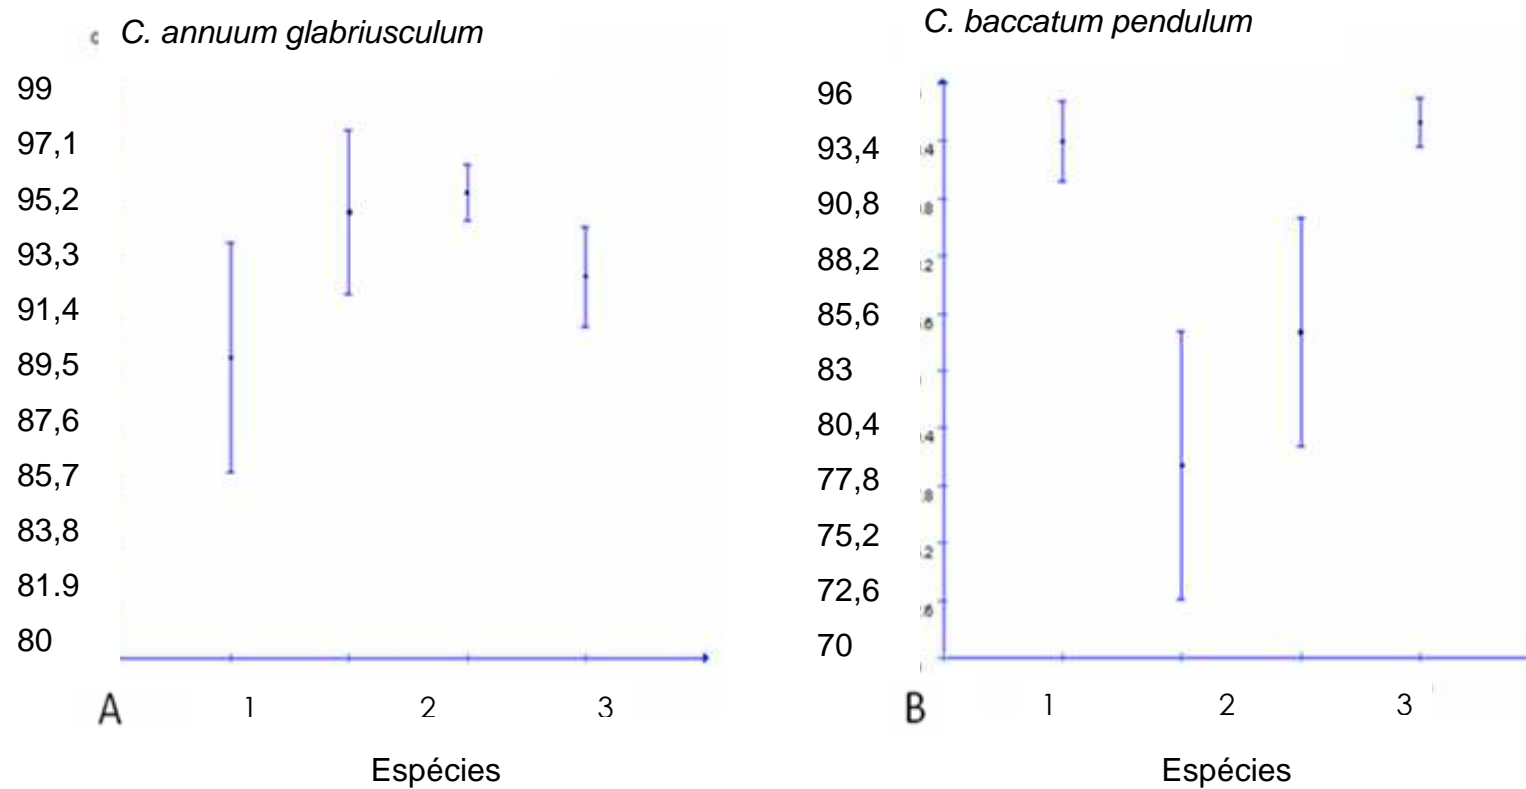 C. annuum glabriusculum
99
97,1
95,2
93,3
91,4
89,5
87,6
85,7
83,8
81.9
80
A
1 2 3
Espécies
C. baccatum pendulum
96
93,4
90,8
88,2
85,6
83
80,4
77,8
75,2
72,6
70
B
1 2 3
Espécies